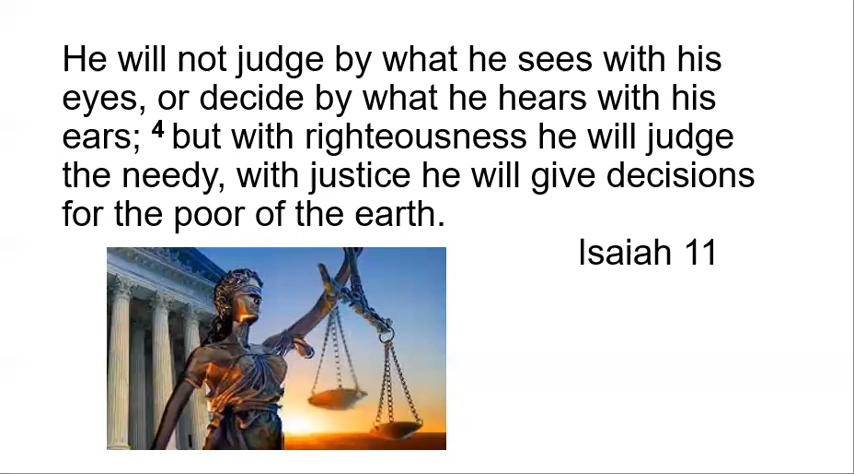 He will not judge by what he sees with his
eyes, or decide by what he hears with his
ears; ⁴ but with righteousness he will judge
the needy, with justice he will give decisions
for the poor of the earth.
Isaiah 11